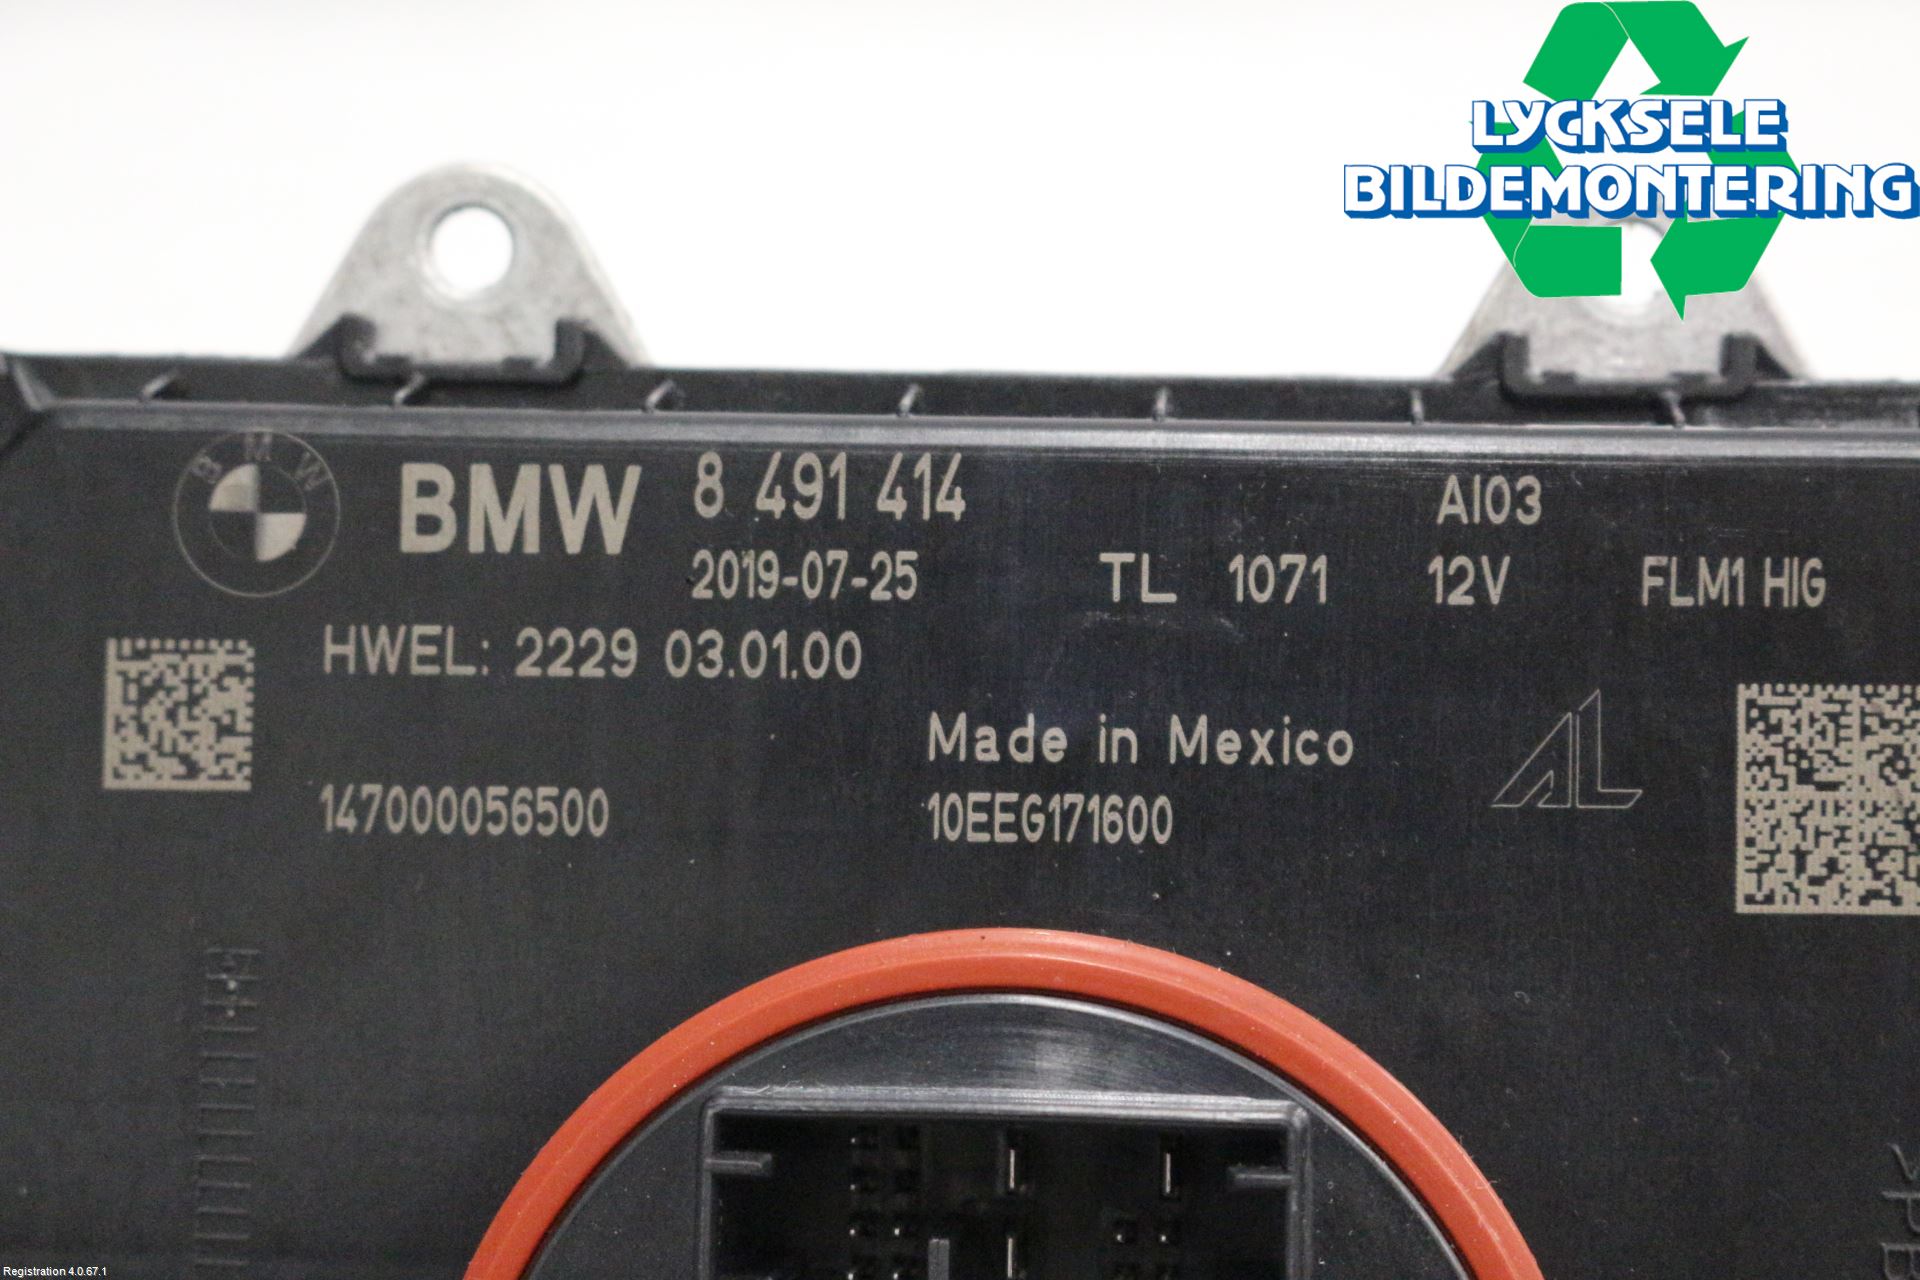 LYCKSELE
BILDEMONTERING
BMW
BMW 8 491 414 AI03
2019-07-25 TL 1071 12V FLM1 HIG
HWEL: 2229 03.01.00
Made in Mexico
AL
147000056500 10EEG171600
>PB
Registration 4.0.67.1